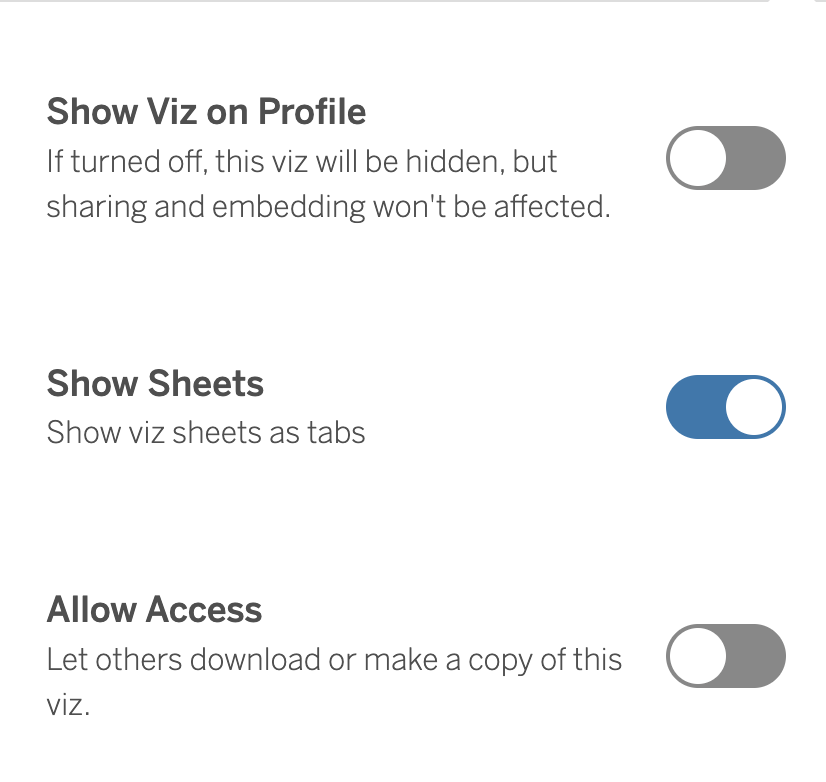 Show Viz on Profile
If turned off, this viz will be hidden, but
sharing and embedding won't be affected.
Show Sheets
Show viz sheets as tabs
Allow Access
Let others download or make a copy of this
viz.